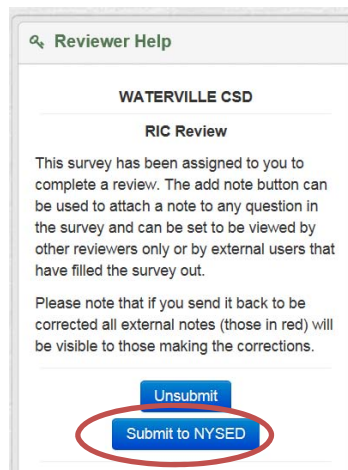 Reviewer Help
WATERVILLE CSD
RIC Review
This survey has been assigned to you to
complete a review. The add note button can
be used to attach a note to any question in
the survey and can be set to be viewed by
other reviewers only or by external users that
have filled the survey out.
Please note that if you send it back to be
corrected all external notes (those in red) will
be visible to those making the corrections.
Unsubmit
Submit to NYSED